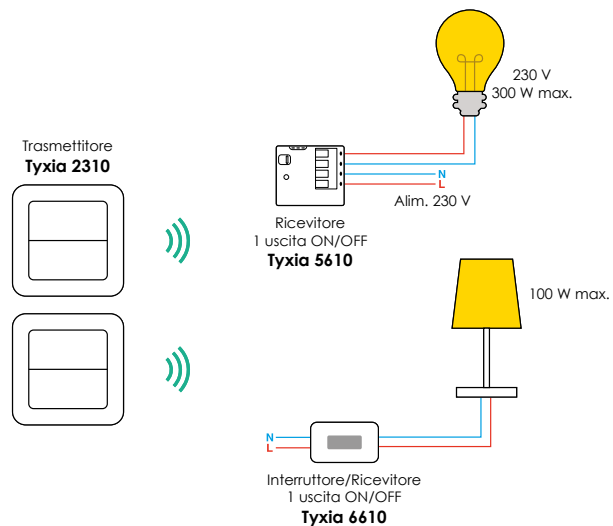 230 V
300 W max.
Trasmettitore
Tyxia 2310
N
L
Alim. 230 V
Ricevitore
1 uscita ON/OFF
Tyxia 5610
100 W max.
N
L
Interruttore/Ricevitore
1 uscita ON/OFF
Tyxia 6610